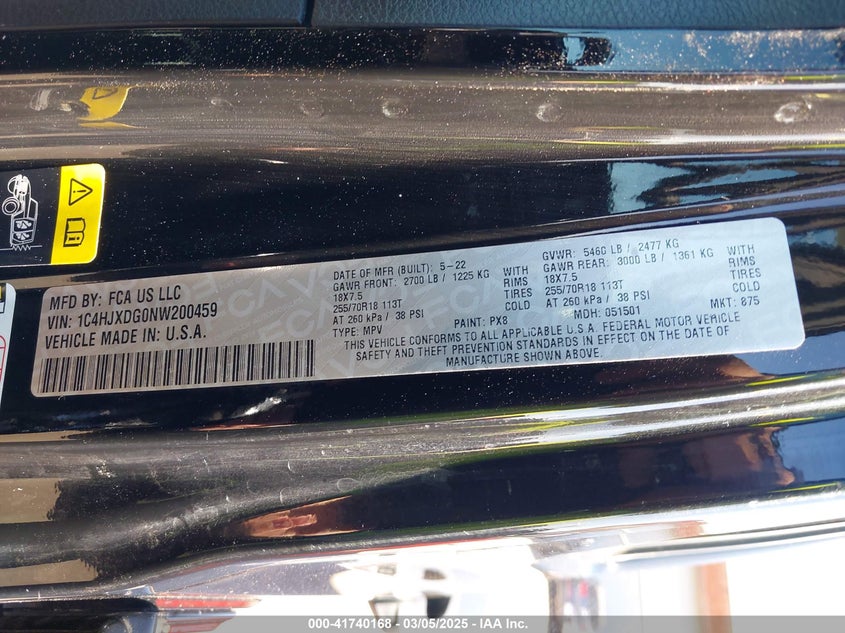 MFD BY: FCA US LLC
VIN: 1C4HJXDG0NW200459
VEHICLE MADE IN U.S.A.
DATE OF MFR (BUILT): 5-22
GAWR FRONT: 2700 LB / 1225 KG WITH
18X7.5 RIMS
255/70R18 113T TIRES
AT 260 kPa / 38 PSI COLD
TYPE: MPV PAINT: PX8
GVWR: 5460 LB / 2477 KG
GAWR REAR: 3000 LB / 1361 KG WITH
18X7.5 RIMS
255/70R18 113T TIRES
AT 260 kPa / 38 PSI COLD
MDH: 051501 MKT: 875
THIS VEHICLE CONFORMS TO ALL APPLICABLE U.S.A. FEDERAL MOTOR VEHICLE
SAFETY AND THEFT PREVENTION STANDARDS IN EFFECT ON THE DATE OF
MANUFACTURE SHOWN ABOVE.
000-41740168 - 03/05/2025 - IAA Inc.